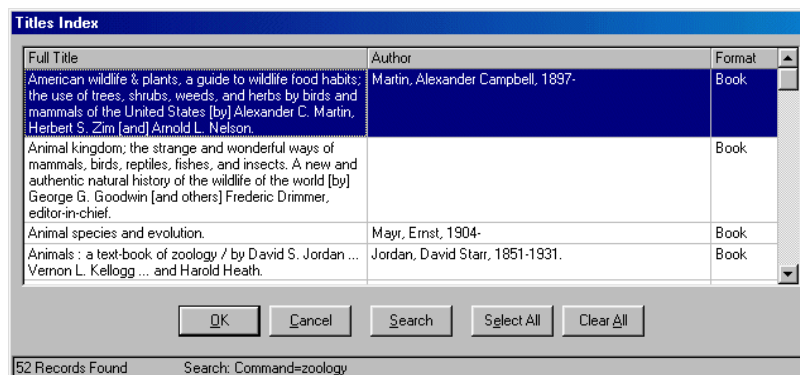 Titles Index
Full Title Author Format
American wildlife & plants, a guide to wildlife food habits; Martin, Alexander Campbell, 1897- Book
the use of trees, shrubs, weeds, and herbs by birds and
mammals of the United States [by] Alexander C. Martin,
Herbert S. Zim [and] Arnold L. Nelson.
Animal kingdom; the strange and wonderful ways of Book
mammals, birds, reptiles, fishes, and insects. A new and
authentic natural history of the wildlife of the world [by]
George G. Goodwin [and others] Frederic Drimmer,
editor-in-chief.
Animal species and evolution. Mayr, Ernst, 1904- Book
Animals : a text-book of zoology / by David S. Jordan ... Jordan, David Starr, 1851-1931. Book
Vernon L. Kellogg ... and Harold Heath.
OK Cancel Search Select All Clear All
52 Records Found Search: Command=zoology